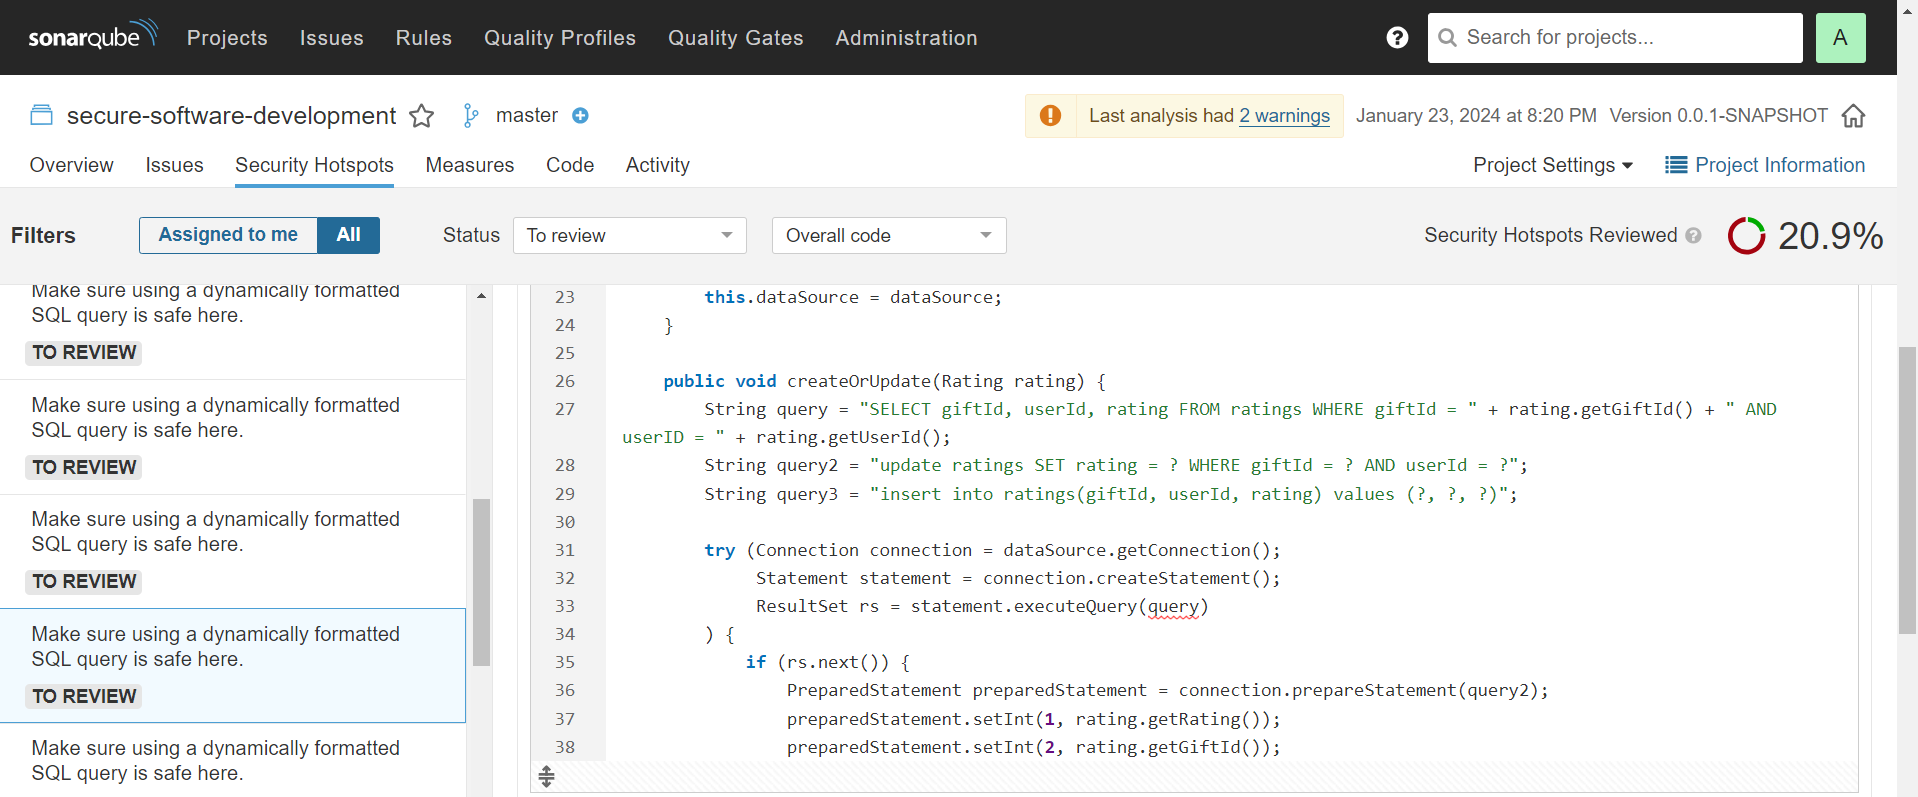 sonarqube Projects Issues Rules Quality Profiles Quality Gates Administration ? Search for projects... A
secure-software-development master Last analysis had 2 warnings January 23, 2024 at 8:20 PM Version 0.0.1-SNAPSHOT
Overview Issues Security Hotspots Measures Code Activity Project Settings Project Information
Filters Assigned to me All Status To review Overall code Security Hotspots Reviewed ? 20.9%
Make sure using a dynamically formatted
SQL query is safe here.
TO REVIEW
Make sure using a dynamically formatted
SQL query is safe here.
TO REVIEW
Make sure using a dynamically formatted
SQL query is safe here.
TO REVIEW
Make sure using a dynamically formatted
SQL query is safe here.
TO REVIEW
Make sure using a dynamically formatted
SQL query is safe here.
23 this.dataSource = dataSource;
24 }
25
26 public void createOrUpdate(Rating rating) {
27 String query = "SELECT giftId, userId, rating FROM ratings WHERE giftId = " + rating.getGiftId() + " AND
userID = " + rating.getUserId();
28 String query2 = "update ratings SET rating = ? WHERE giftId = ? AND userId = ?";
29 String query3 = "insert into ratings(giftId, userId, rating) values (?, ?, ?)";
30
31 try (Connection connection = dataSource.getConnection();
32 Statement statement = connection.createStatement();
33 ResultSet rs = statement.executeQuery(query)
34 ) {
35 if (rs.next()) {
36 PreparedStatement preparedStatement = connection.prepareStatement(query2);
37 preparedStatement.setInt(1, rating.getRating());
38 preparedStatement.setInt(2, rating.getGiftId());